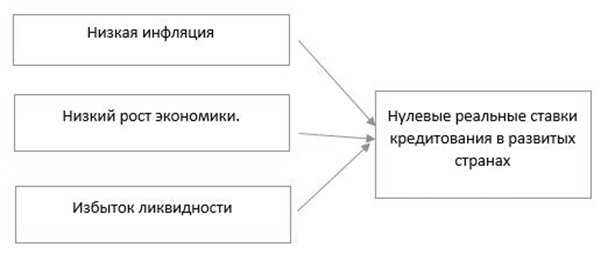 Низкая инфляция
Низкий рост экономики.
Избыток ликвидности
Нулевые реальные ставки
кредитования в развитых
странах